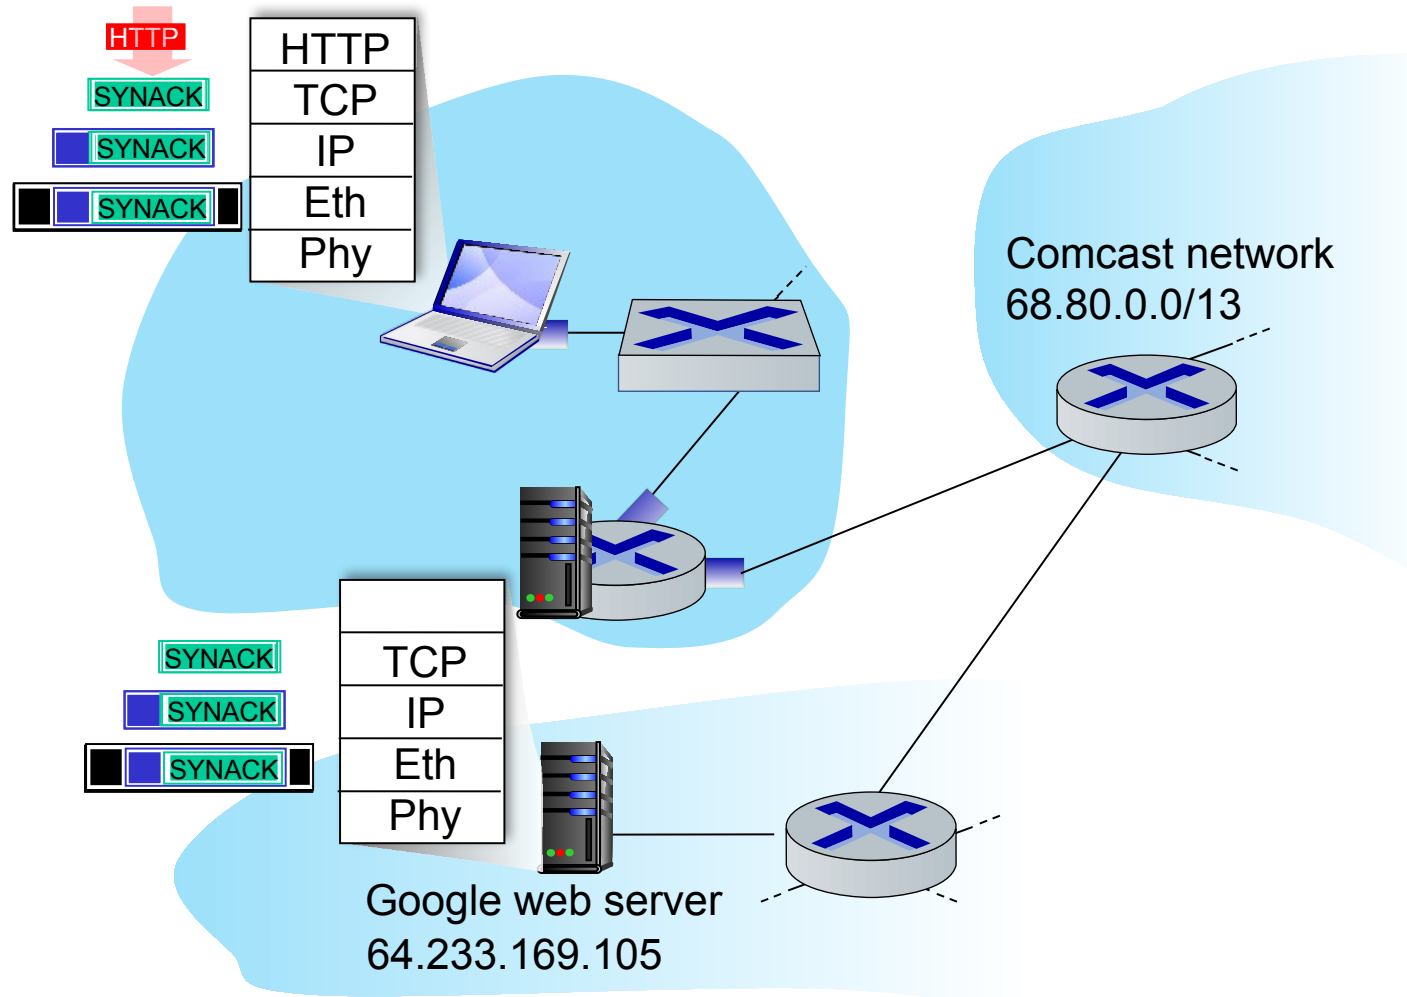 HTTP
SYNACK
SYNACK
SYNACK
HTTP
TCP
IP
Eth
Phy
Comcast network
68.80.0.0/13
SYNACK
SYNACK
SYNACK
TCP
IP
Eth
Phy
Google web server
64.233.169.105